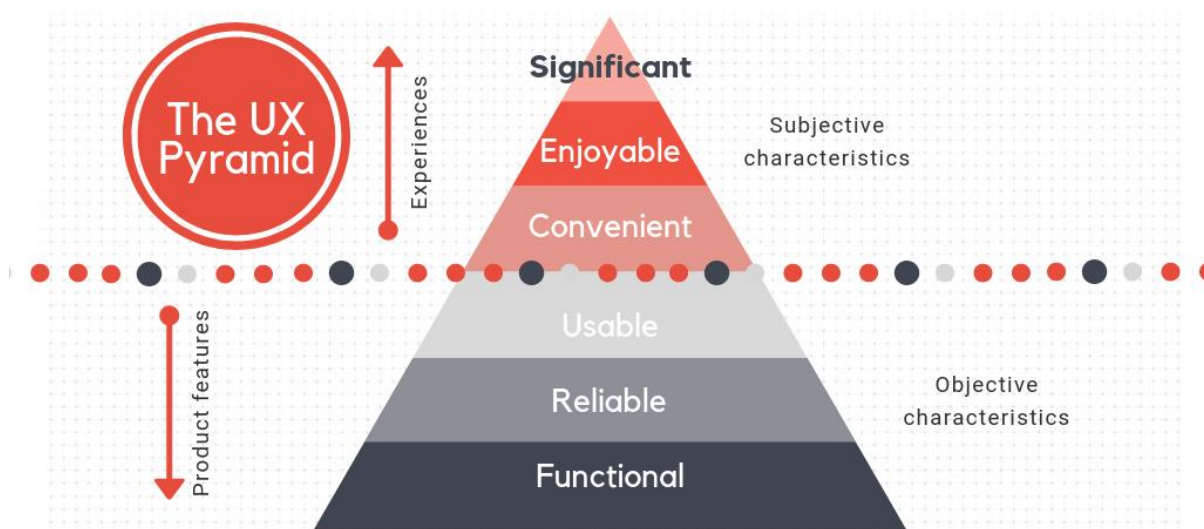 The UX
Pyramid
Experiences
Significant
Enjoyable
Convenient
Subjective
characteristics
Product features
Usable
Reliable
Functional
Objective
characteristics